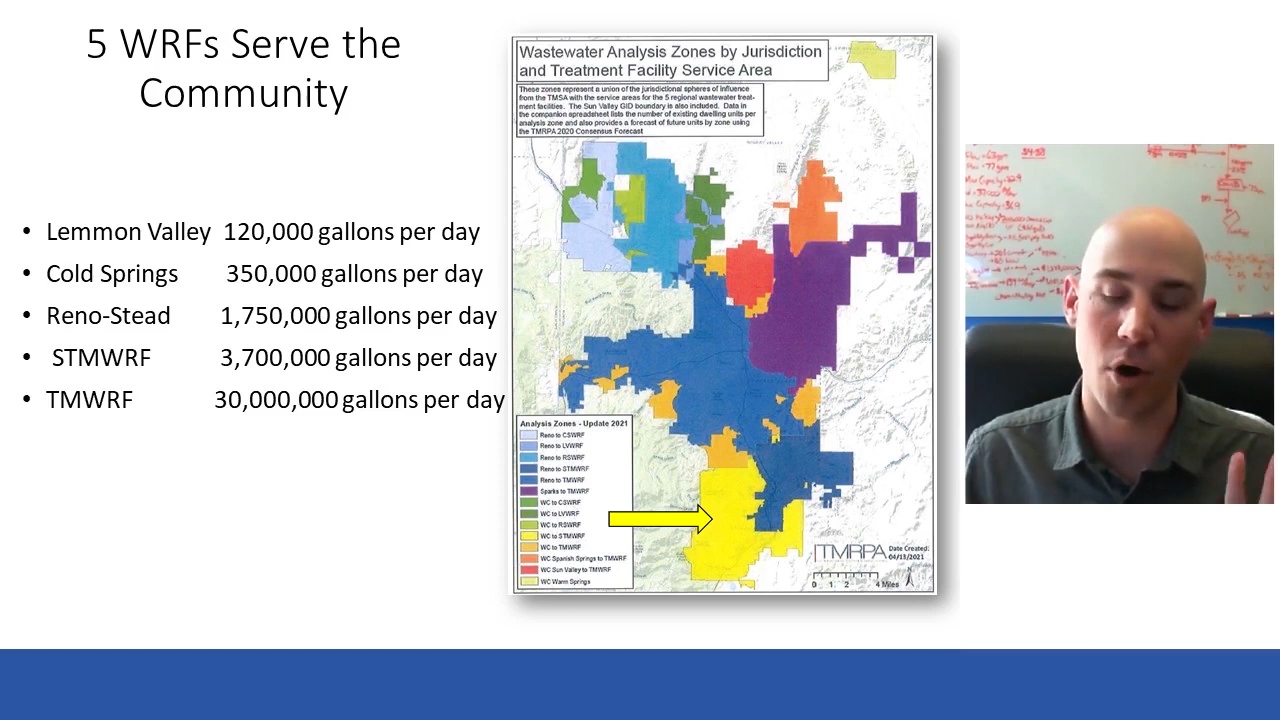 5 WRFs Serve the
Community
• Lemmon Valley 120,000 gallons per day
• Cold Springs 350,000 gallons per day
• Reno-Stead 1,750,000 gallons per day
• STMWRF 3,700,000 gallons per day
• TMWRF 30,000,000 gallons per day
Wastewater Analysis Zones by Jurisdiction
and Treatment Facility Service Area
These zones represent a union of the jurisdictional spheres of influence
from the TMSA with the service areas for the 5 regional wastewater treat-
ment facilities. The Sun Valley GID boundary is also included. Data in
the companion spreadsheet lists the number of existing dwelling units per
analysis zone and also provides a forecast of future units by zone using
the TMRPA 2020 Consensus Forecast
Analysis Zones - Update 2021
Reno to CSWRF
Reno to LVWRF
Reno to RSWRF
Reno to STMWRF
Reno to TMWRF
Sparks to TMWRF
WC to CSWRF
WC to LVWRF
WC to RSWRF
WC to STMWRF
WC to TMWRF
WC Spanish Springs to TMWRF
WC Sun Valley to TMWRF
WC Warm Springs
TMRPA
Date Created:
04/13/2021
0 1 2 4 Miles